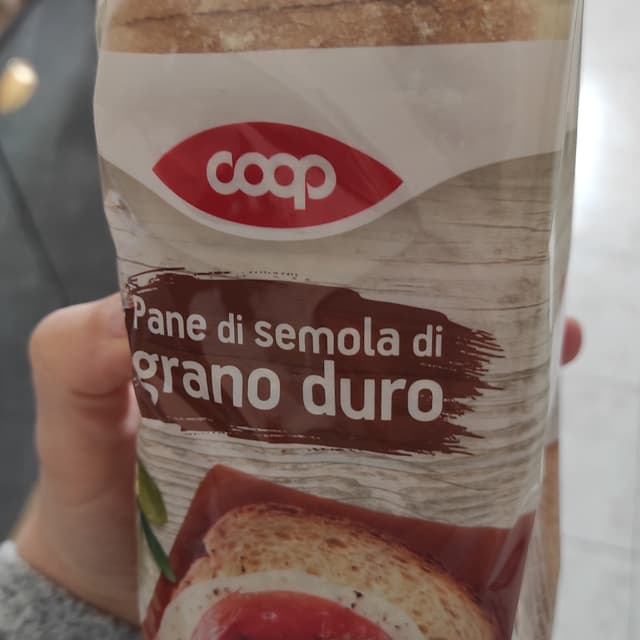 coop
Pane di semola di
grano duro